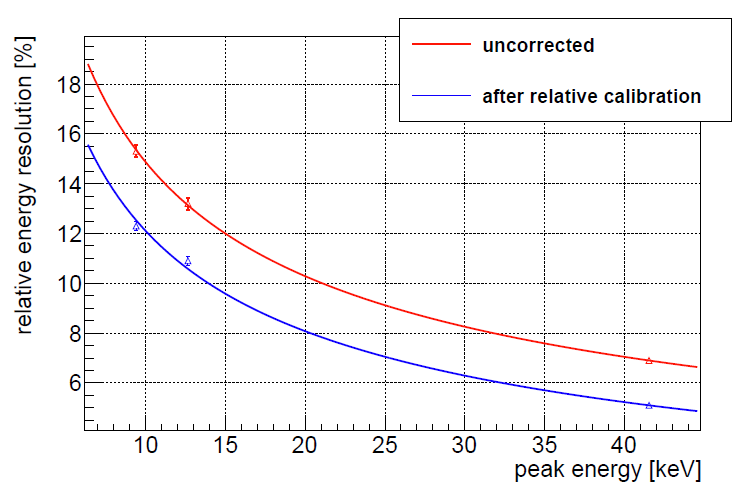 uncorrected
after relative calibration
relative energy resolution [%]
18
16
14
12
10
8
6
10 15 20 25 30 35 40
peak energy [keV]